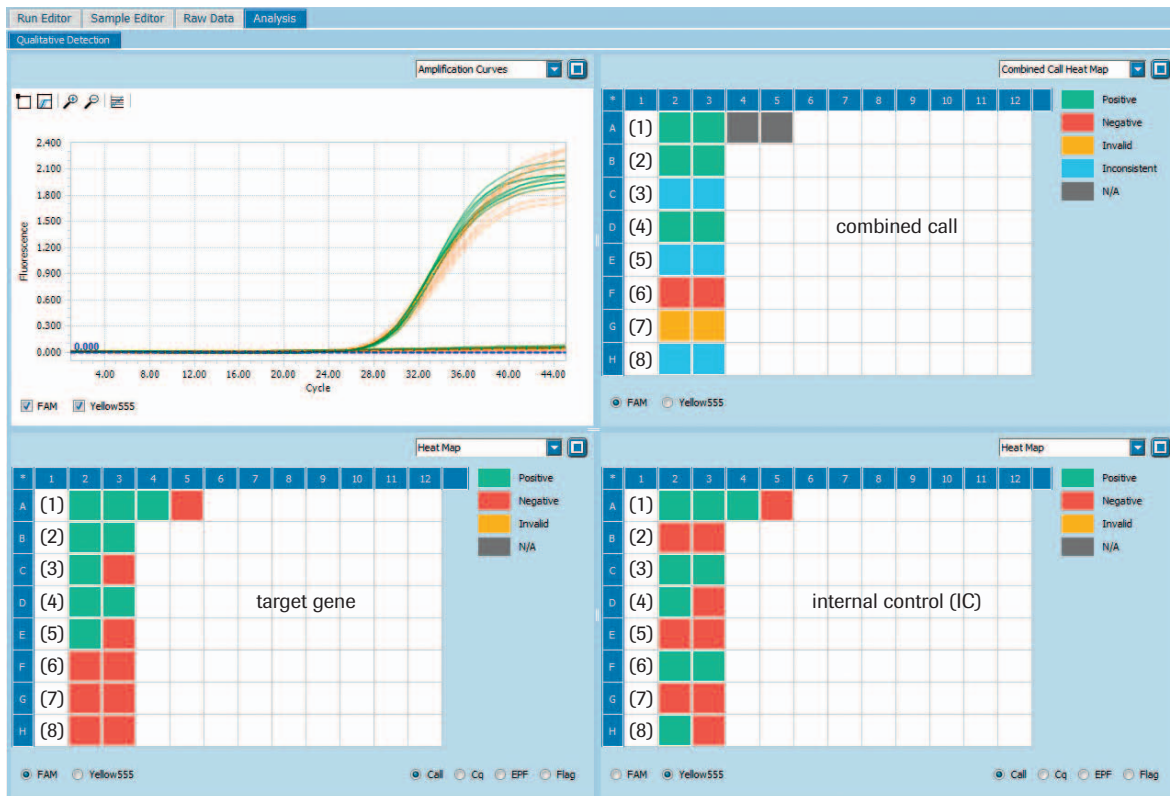 Run Editor Sample Editor Raw Data Analysis
Qualitative Detection
Amplification Curves
2.400
2.100
1.800
1.500
1.200
0.900
0.600
0.300
0.000
Fluorescence
0.000
4.00 8.00 12.00 16.00 20.00 24.00 28.00 32.00 36.00 40.00 44.00
Cycle
FAM Yellow555
Combined Call Heat Map
* 1 2 3 4 5 6 7 8 9 10 11 12
A (1)
B (2)
C (3)
D (4) combined call
E (5)
F (6)
G (7)
H (8)
Positive
Negative
Invalid
Inconsistent
N/A
FAM Yellow555
Heat Map
* 1 2 3 4 5 6 7 8 9 10 11 12
A (1)
B (2)
C (3)
D (4) target gene
E (5)
F (6)
G (7)
H (8)
Positive
Negative
Invalid
N/A
FAM Yellow555 Call Cq EPF Flag
Heat Map
* 1 2 3 4 5 6 7 8 9 10 11 12
A (1)
B (2)
C (3)
D (4) internal control (IC)
E (5)
F (6)
G (7)
H (8)
Positive
Negative
Invalid
N/A
FAM Yellow555 Call Cq EPF Flag